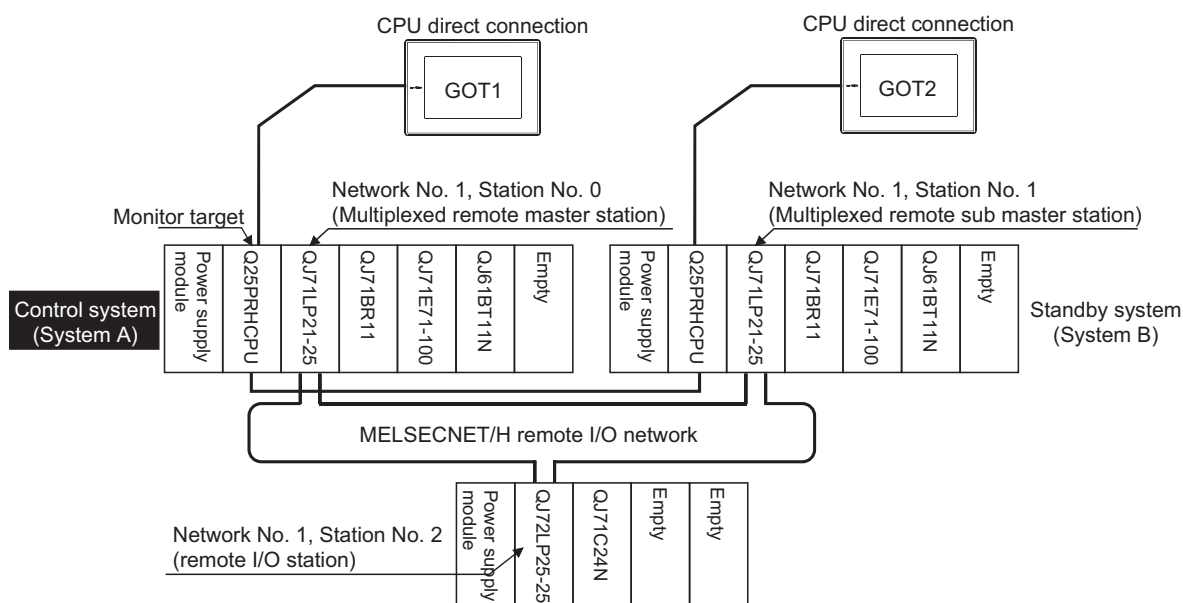 CPU direct connection
CPU direct connection
GOT1
GOT2
Network No. 1, Station No. 0
(Multiplexed remote master station)
Network No. 1, Station No. 1
(Multiplexed remote sub master station)
Monitor target
Control system
(System A)
Power supply
module
Q25PRHCPU
QJ71LP21-25
QJ71BR11
QJ71E71-100
QJ61BT11N
Empty
Power supply
module
Q25PRHCPU
QJ71LP21-25
QJ71BR11
QJ71E71-100
QJ61BT11N
Empty
Standby system
(System B)
MELSECNET/H remote I/O network
Network No. 1, Station No. 2
(remote I/O station)
Power supply
module
QJ72LP25-25
QJ71C24N
Empty
Empty